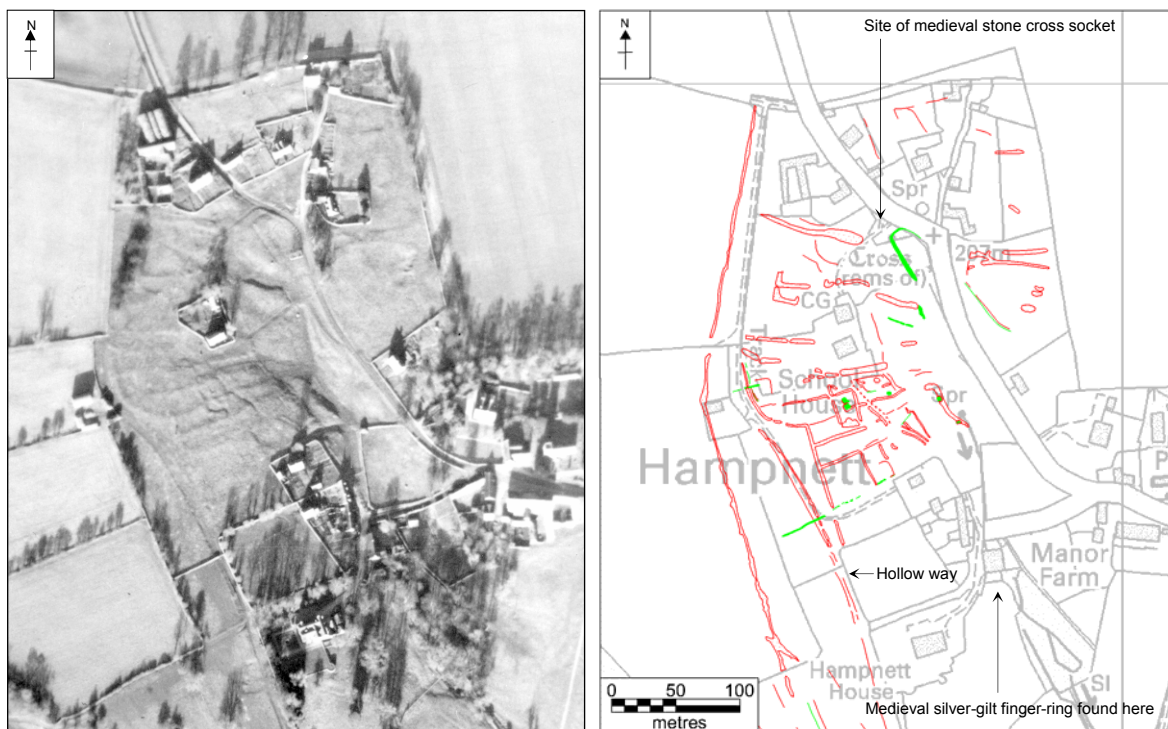 N
N
Site of medieval stone cross socket
Spr
Cross
(rems of)
207m
CG
Track
School
House
Spr
Hampnett
P
Manor
Farm
Hollow way
Hampnett
House
Sl
0 50 100
metres
Medieval silver-gilt finger-ring found here